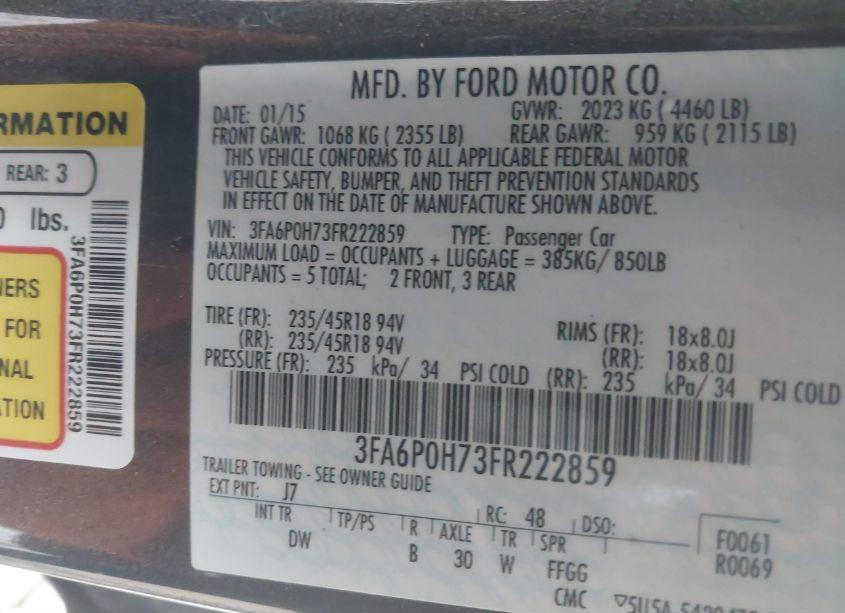 RMATION
REAR: 3
lbs.
3FA6P0H73FR222859
NERS
FOR
NAL
ATION
MFD. BY FORD MOTOR CO.
DATE: 01/15 GVWR: 2023 KG ( 4460 LB)
FRONT GAWR: 1068 KG ( 2355 LB) REAR GAWR: 959 KG ( 2115 LB)
THIS VEHICLE CONFORMS TO ALL APPLICABLE FEDERAL MOTOR
VEHICLE SAFETY, BUMPER, AND THEFT PREVENTION STANDARDS
IN EFFECT ON THE DATE OF MANUFACTURE SHOWN ABOVE.
VIN: 3FA6P0H73FR222859 TYPE: Passenger Car
MAXIMUM LOAD = OCCUPANTS + LUGGAGE = 385KG/ 850LB
OCCUPANTS = 5 TOTAL; 2 FRONT, 3 REAR
TIRE (FR): 235/45R18 94V RIMS (FR): 18x8.0J
(RR): 235/45R18 94V (RR): 18x8.0J
PRESSURE (FR): 235 kPa/ 34 PSI COLD (RR): 235 kPa/ 34 PSI COLD
3FA6P0H73FR222859
TRAILER TOWING - SEE OWNER GUIDE
EXT PNT: J7 RC: 48 DSO:
INT TR TP/PS R AXLE TR SPR F0061
DW B 30 W FFGG R0069
CMC